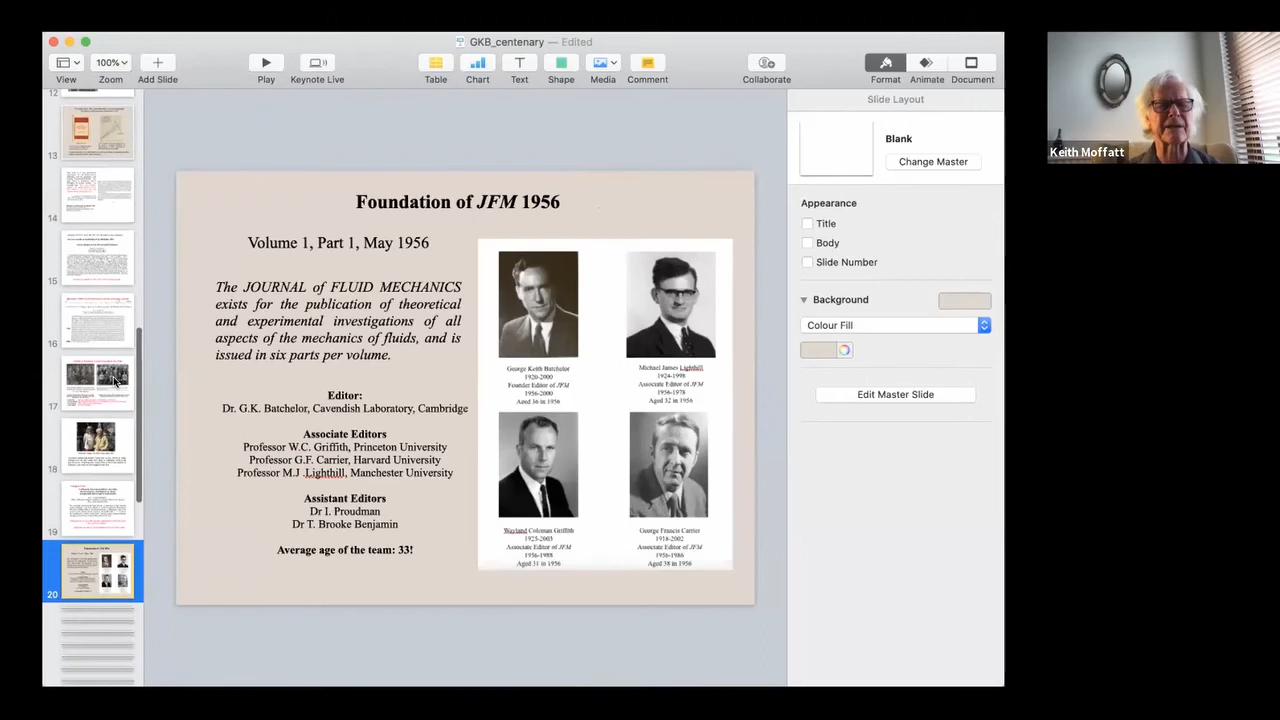 GKB_centenary — Edited
100%
View
Zoom
Add Slide
Play
Keynote Live
Table
Chart
Text
Shape
Media
Comment
Collaborate
Format
Animate
Document
12
13
14
15
16
17
18
19
20
Foundation of JFM 1956
Volume 1, Part 1, May 1956
The JOURNAL of FLUID MECHANICS
exists for the publication of theoretical
and experimental investigations of all
aspects of the mechanics of fluids, and is
issued in six parts per volume.
Editor:
Dr. G.K. Batchelor, Cavendish Laboratory, Cambridge
Associate Editors
Professor W.C. Griffith, Princeton University
Professor G.F. Carrier, Harvard University
Professor M.J .Lighthill, Manchester University
Assistant Editors
Dr I. Proudman
Dr T. Brooke Benjamin
Average age of the team: 33!
George Keith Batchelor
1920-2000
Founder Editor of JFM
1956-2000
Aged 36 in 1956
Michael James Lighthill
1924-1998
Associate Editor of JFM
1956-1978
Aged 32 in 1956
Wayland Coleman Griffith
1925-2003
Associate Editor of JFM
1956-1988
Aged 31 in 1956
George Francis Carrier
1918-2002
Associate Editor of JFM
1956-1986
Aged 38 in 1956
Slide Layout
Blank
Change Master
Appearance
Title
Body
Slide Number
Background
Colour Fill
Edit Master Slide
Keith Moffatt